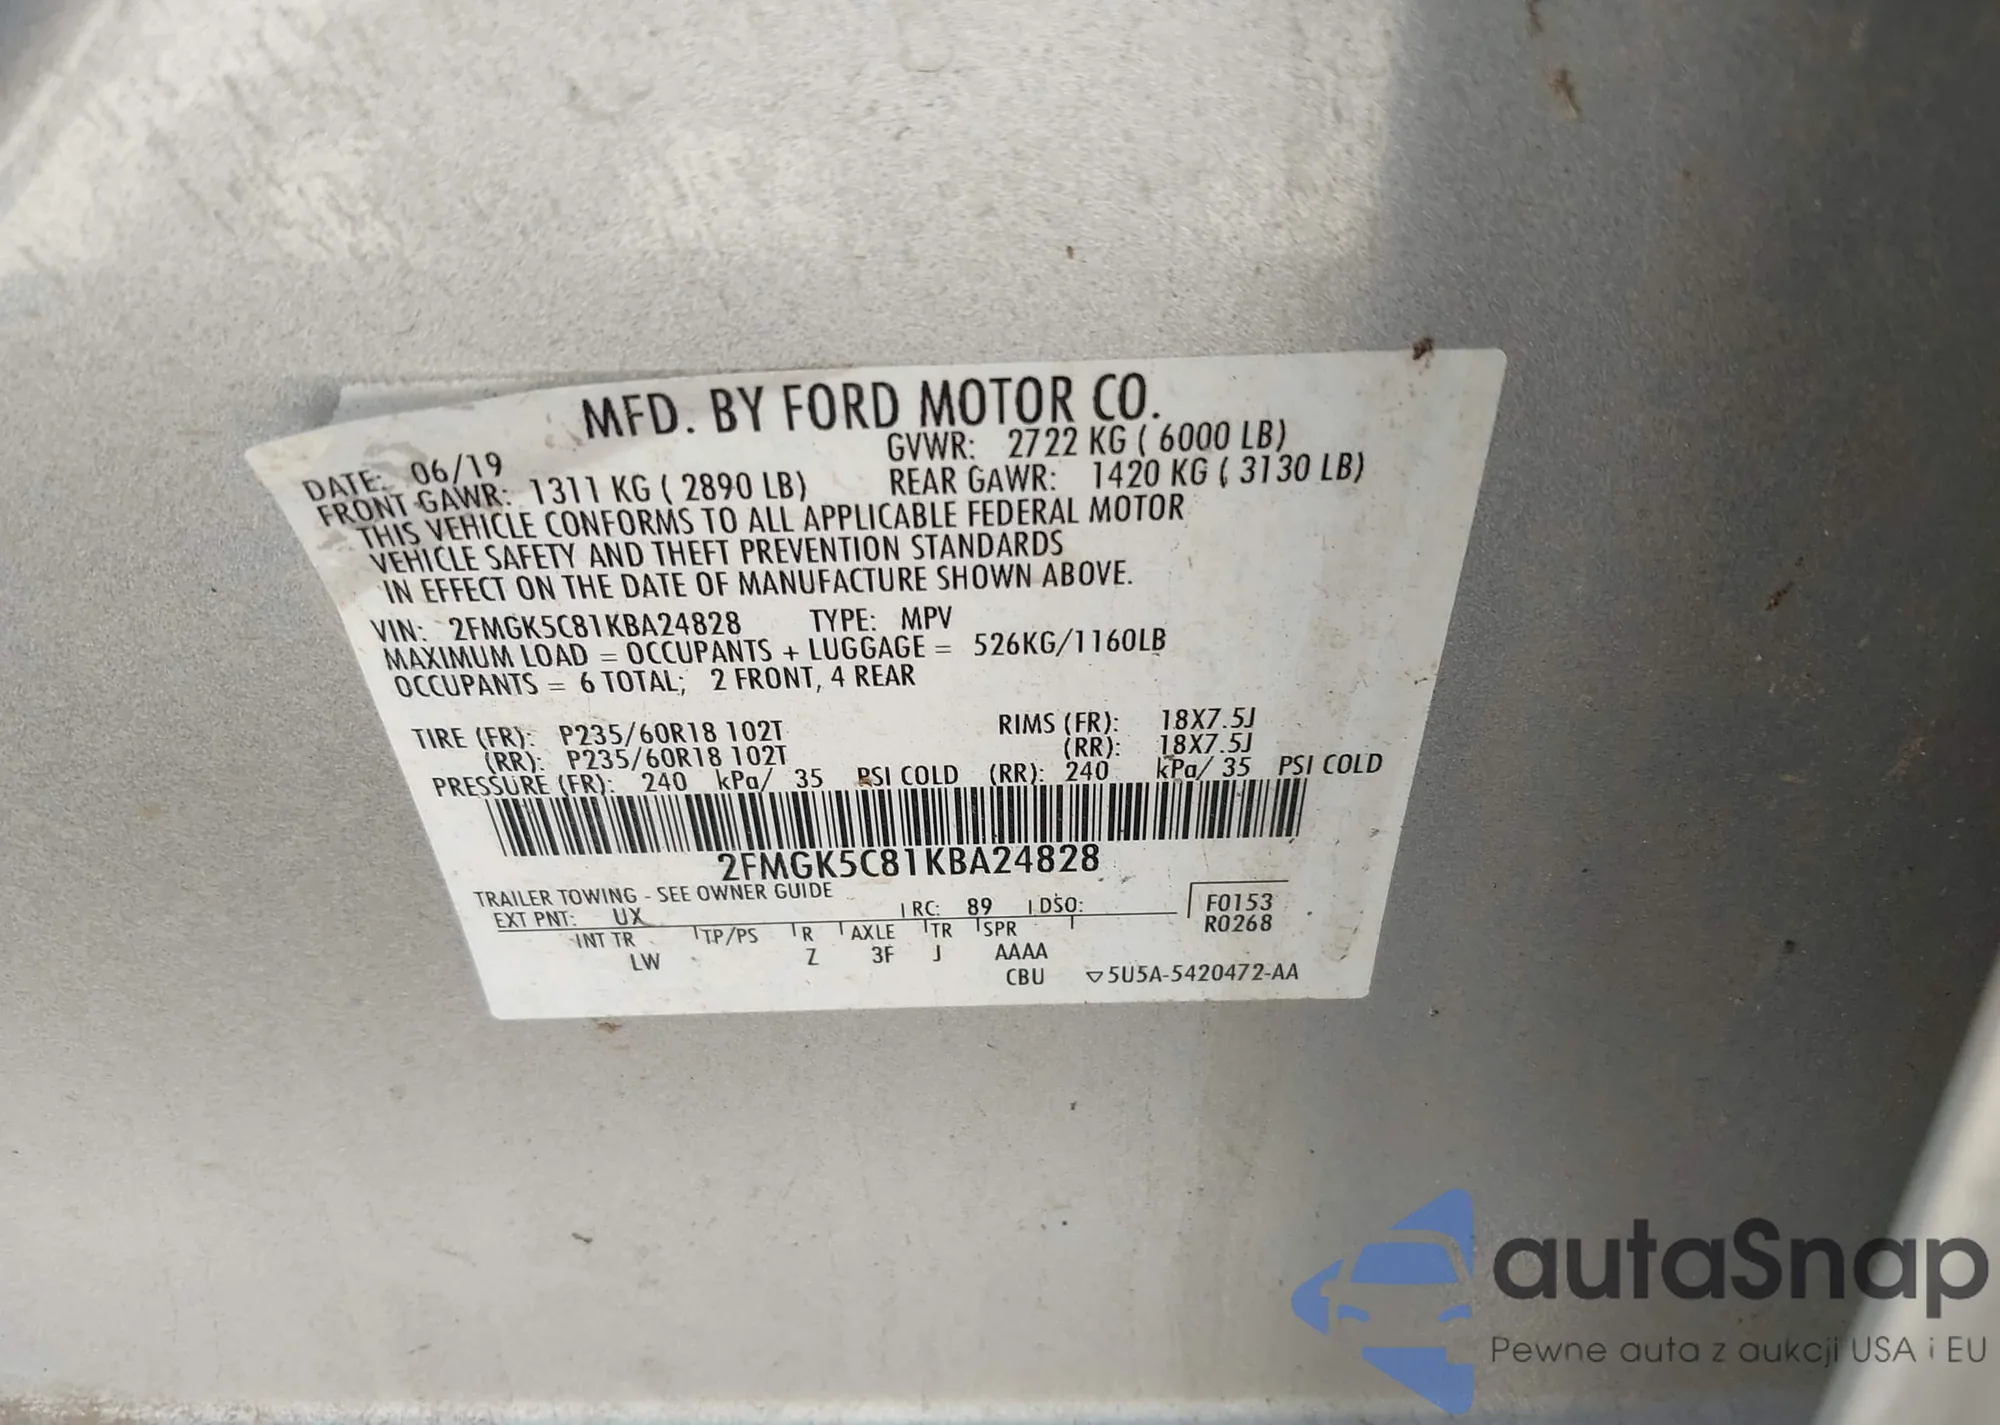 MFD. BY FORD MOTOR CO.
DATE: 06/19 GVWR: 2722 KG ( 6000 LB)
FRONT GAWR: 1311 KG ( 2890 LB) REAR GAWR: 1420 KG ( 3130 LB)
THIS VEHICLE CONFORMS TO ALL APPLICABLE FEDERAL MOTOR
VEHICLE SAFETY AND THEFT PREVENTION STANDARDS
IN EFFECT ON THE DATE OF MANUFACTURE SHOWN ABOVE.
VIN: 2FMGK5C81KBA24828 TYPE: MPV
MAXIMUM LOAD = OCCUPANTS + LUGGAGE = 526KG/1160LB
OCCUPANTS = 6 TOTAL; 2 FRONT, 4 REAR
TIRE (FR): P235/60R18 102T RIMS (FR): 18X7.5J
(RR): P235/60R18 102T (RR): 18X7.5J
PRESSURE (FR): 240 kPa/ 35 PSI COLD (RR): 240 kPa/ 35 PSI COLD
2FMGK5C81KBA24828
TRAILER TOWING - SEE OWNER GUIDE
EXT PNT: UX RC: 89 DSO: F0153
INT TR TP/PS R AXLE TR SPR R0268
LW Z 3F J AAAA
CBU ▽5U5A-5420472-AA
autaSnap
Pewne auta z aukcji USA i EU